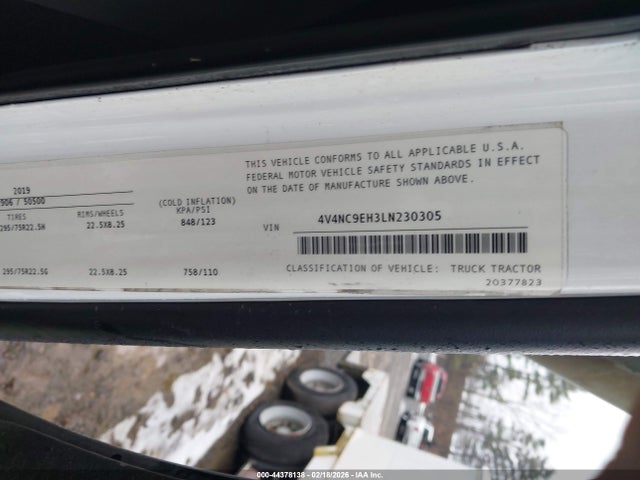 2019
906 / 50500
TIRES RIMS/WHEELS (COLD INFLATION) KPA/PSI
295/75R22.5H 22.5X8.25 848/123
295/75R22.5G 22.5X8.25 758/110
THIS VEHICLE CONFORMS TO ALL APPLICABLE U.S.A.
FEDERAL MOTOR VEHICLE SAFETY STANDARDS IN EFFECT
ON THE DATE OF MANUFACTURE SHOWN ABOVE.
VIN 4V4NC9EH3LN230305
CLASSIFICATION OF VEHICLE: TRUCK TRACTOR
20377823
000-44378138 - 02/18/2026 - IAA Inc.